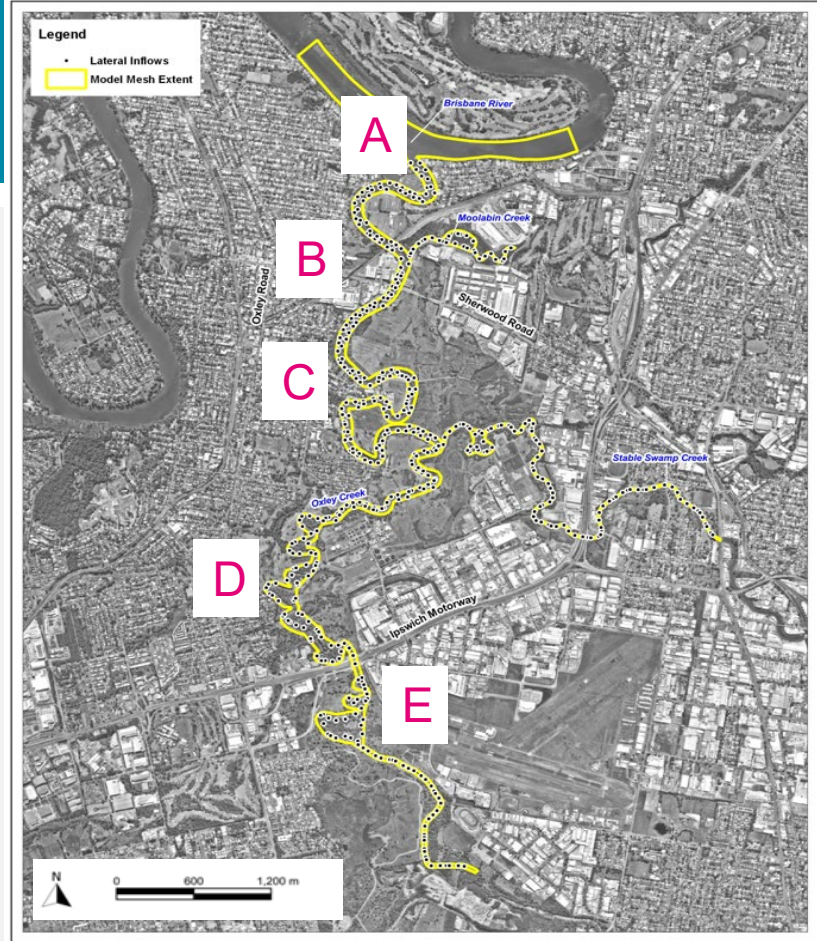 Legend
Lateral Inflows
Model Mesh Extent
Brisbane River
A
Moolabin Creek
B
Oxley Road
Sherwood Road
C
Stable Swamp Creek
Oxley Creek
D
Ipswich Motorway
E
N
0 600 1,200 m